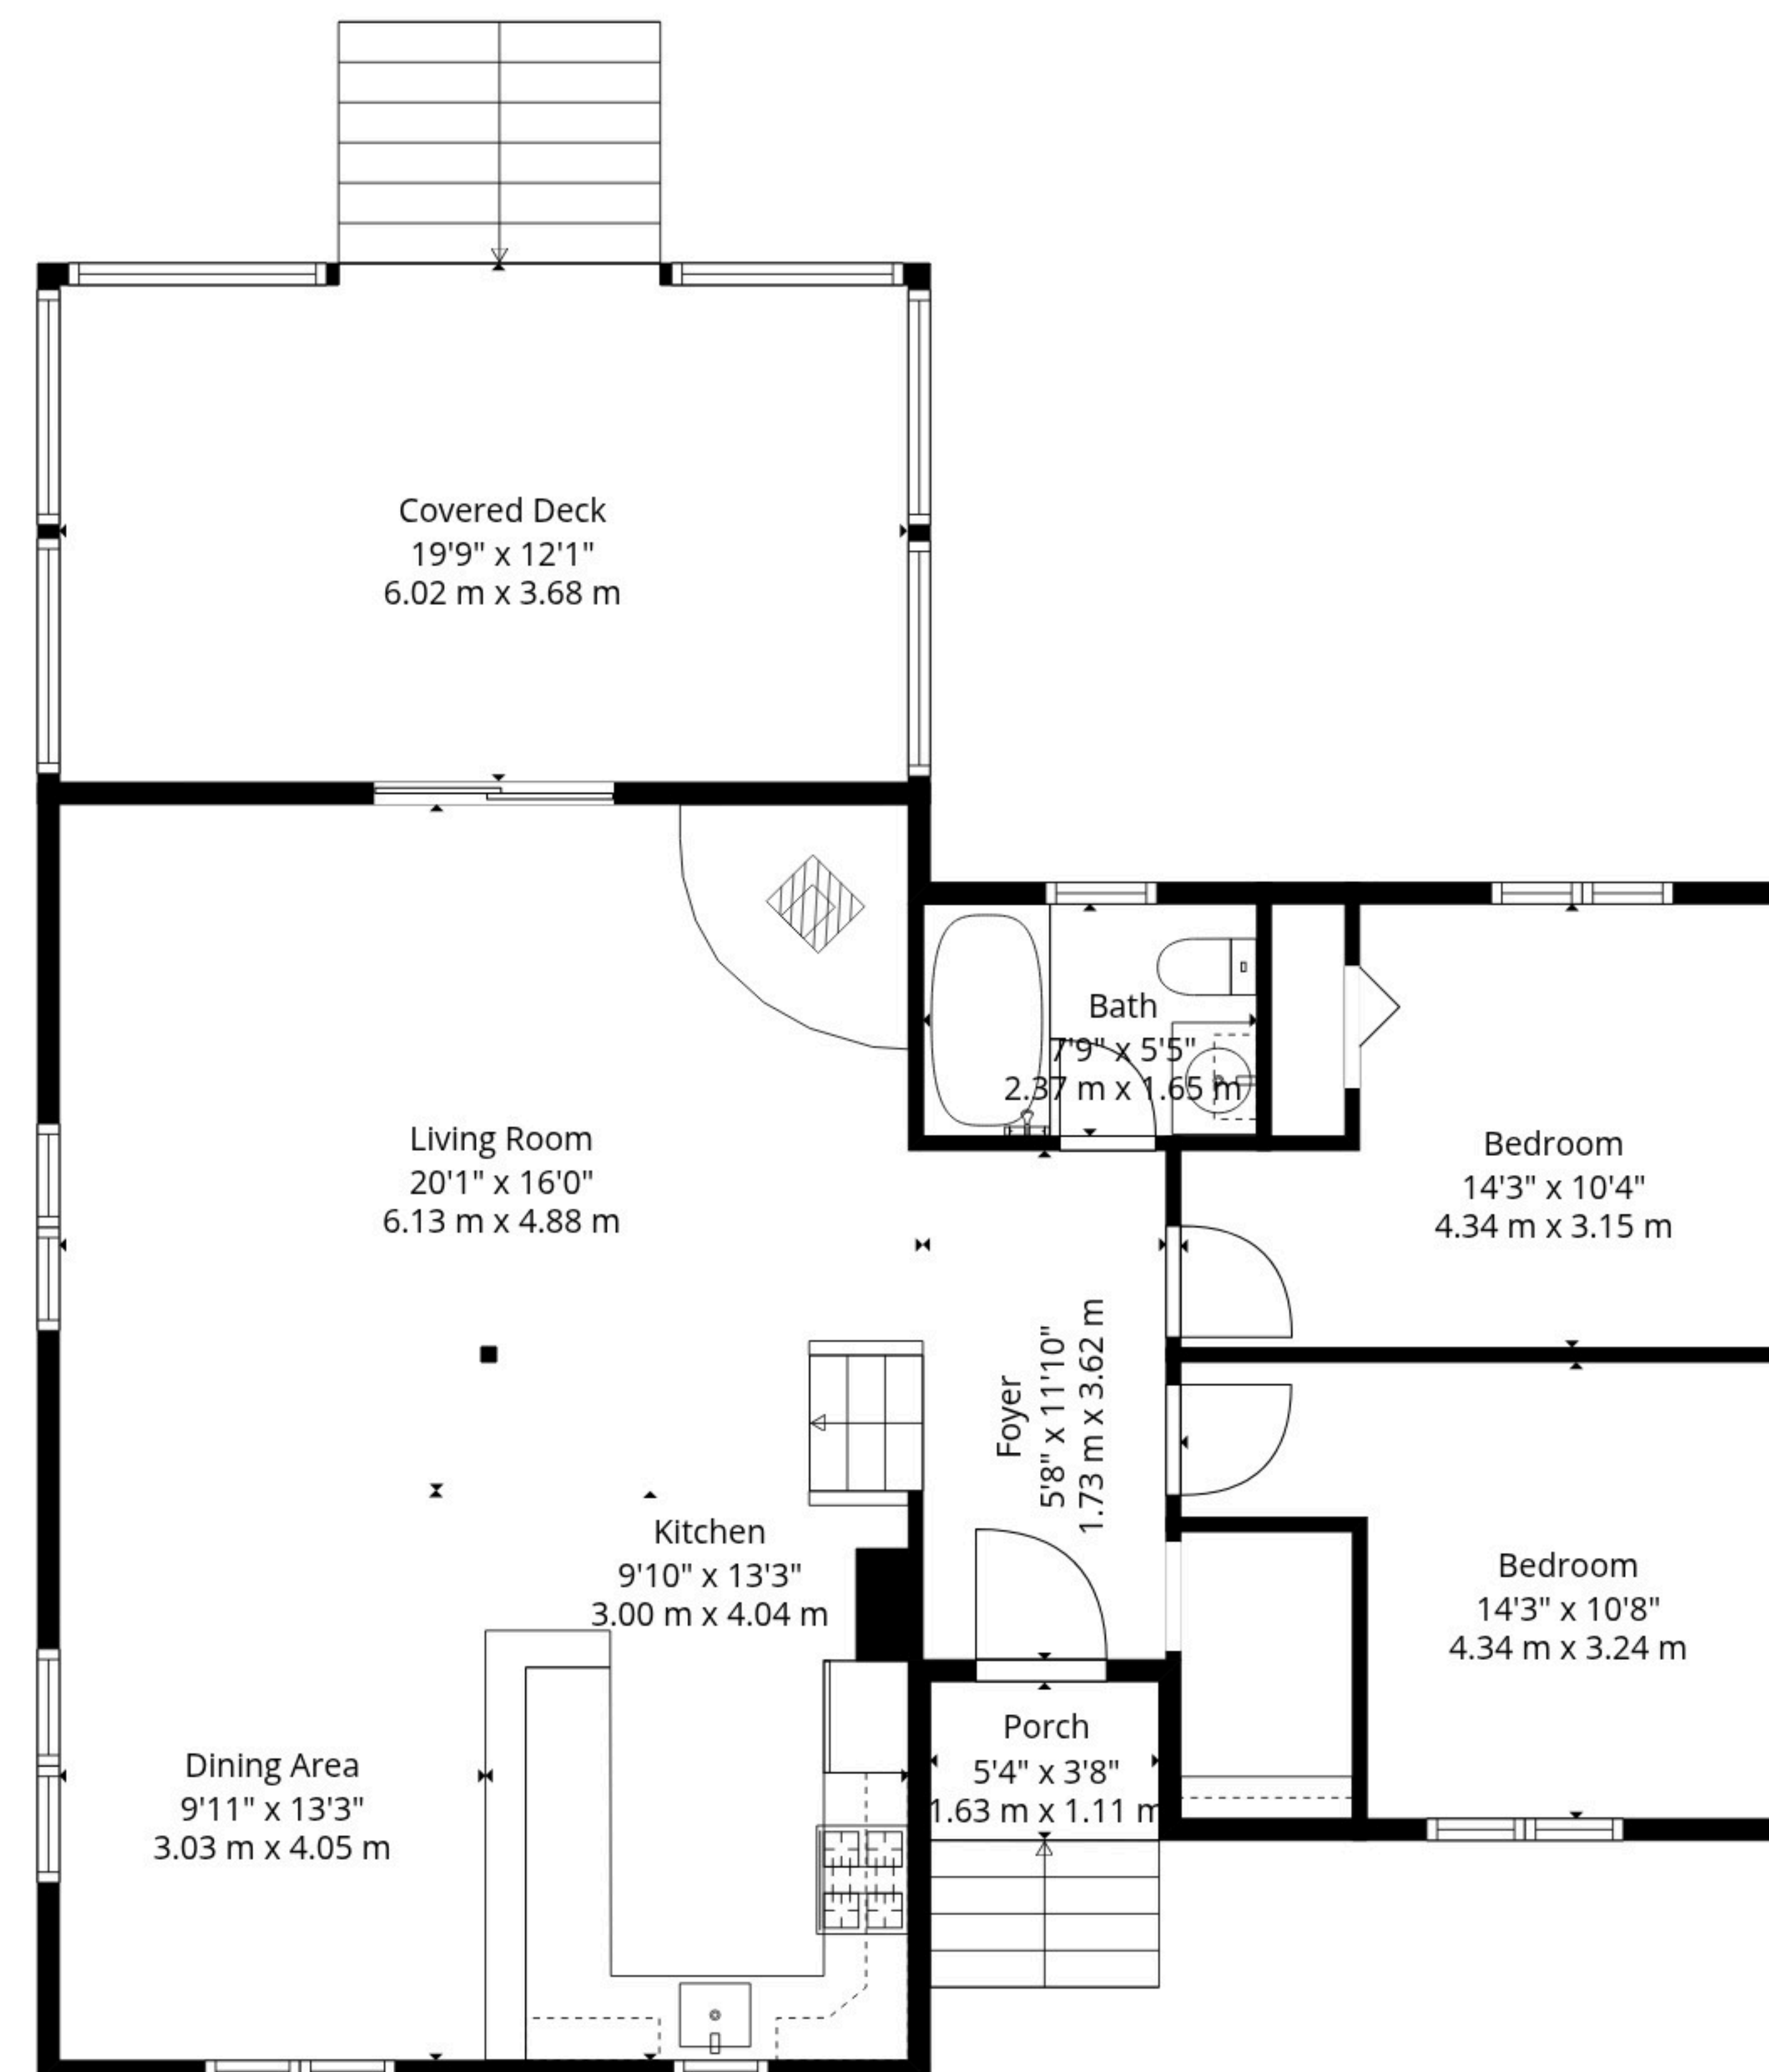 Covered Deck
19'9" x 12'1"
6.02 m x 3.68 m
Bath
7'9" x 5'5"
2.37 m x 1.65 m
Living Room
20'1" x 16'0"
6.13 m x 4.88 m
Bedroom
14'3" x 10'4"
4.34 m x 3.15 m
Foyer
5'8" x 11'10"
1.73 m x 3.62 m
Kitchen
9'10" x 13'3"
3.00 m x 4.04 m
Bedroom
14'3" x 10'8"
4.34 m x 3.24 m
Porch
5'4" x 3'8"
1.63 m x 1.11 m
Dining Area
9'11" x 13'3"
3.03 m x 4.05 m